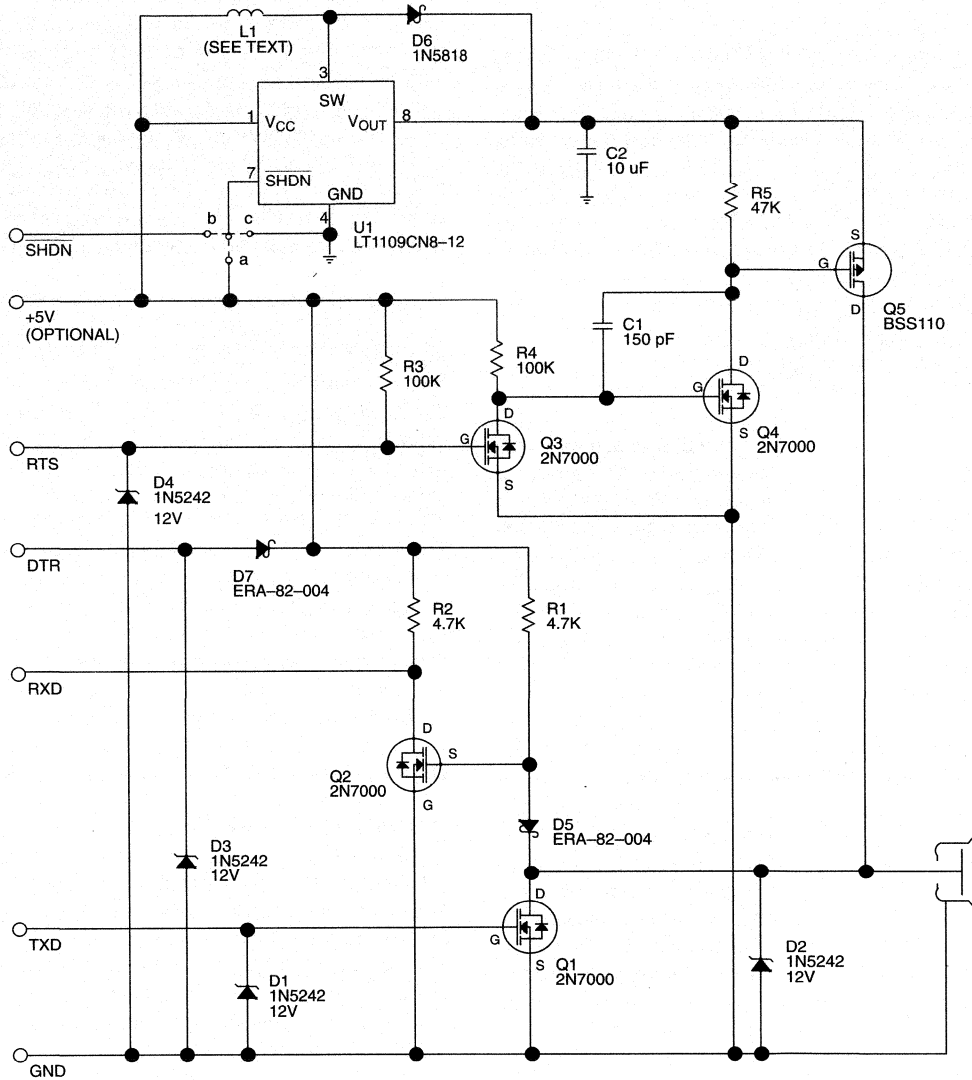 L1
(SEE TEXT)
D6
1N5818
3
SW
1
VCC
VOUT
8
7
SHDN
GND
4
C2
10 uF
R5
47K
b
c
a
U1
LT1109CN8–12
SHDN
S
G
D
Q5
BSS110
+5V
(OPTIONAL)
C1
150 pF
R3
100K
R4
100K
D
G
S
Q4
2N7000
RTS
D
G
S
Q3
2N7000
D4
1N5242
12V
DTR
D7
ERA–82–004
R2
4.7K
R1
4.7K
RXD
D
S
G
Q2
2N7000
D5
ERA–82–004
D3
1N5242
12V
TXD
D
G
S
Q1
2N7000
D2
1N5242
12V
D1
1N5242
12V
GND